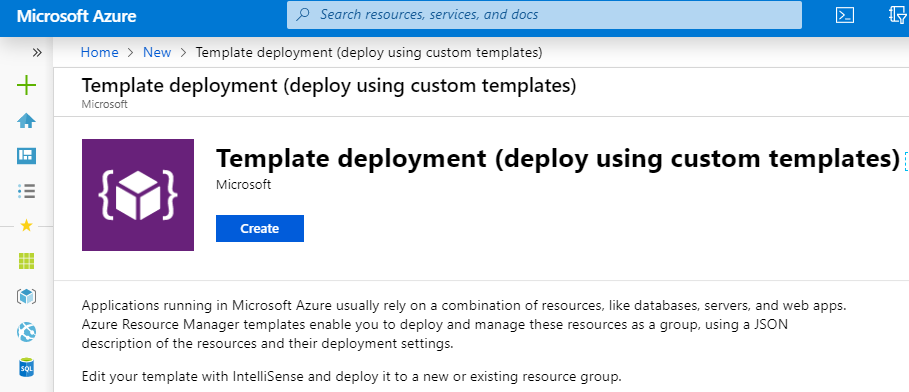 Microsoft Azure
Search resources, services, and docs
Home > New > Template deployment (deploy using custom templates)
Template deployment (deploy using custom templates)
Microsoft
Template deployment (deploy using custom templates)
Microsoft
Create
Applications running in Microsoft Azure usually rely on a combination of resources, like databases, servers, and web apps.
Azure Resource Manager templates enable you to deploy and manage these resources as a group, using a JSON
description of the resources and their deployment settings.
Edit your template with IntelliSense and deploy it to a new or existing resource group.
SQL